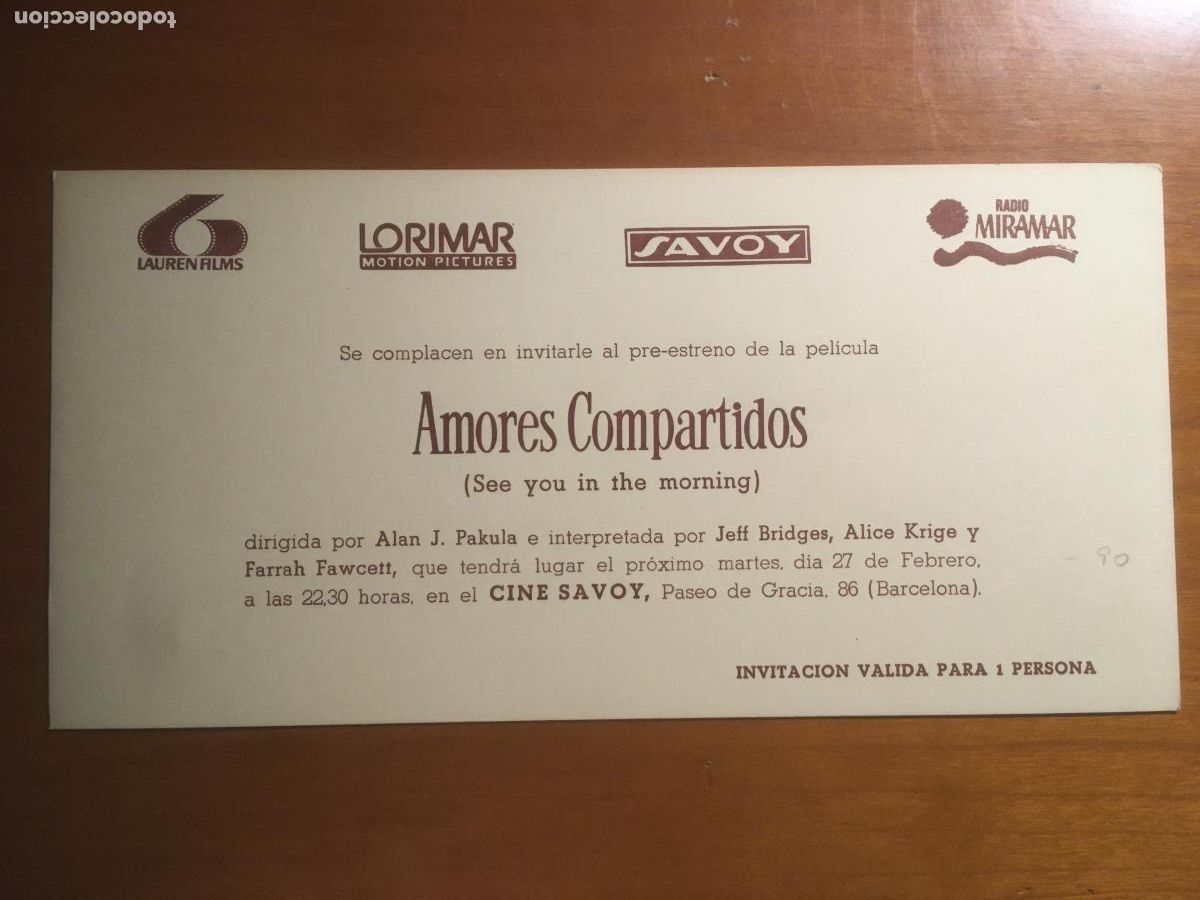 todocoleccion
LAUREN FILMS
LORIMAR
MOTION PICTURES
SAVOY
RADIO
MIRAMAR
Se complacen en invitarle al pre-estreno de la película
Amores Compartidos
(See you in the morning)
dirigida por Alan J. Pakula e interpretada por Jeff Bridges, Alice Krige y
Farrah Fawcett, que tendrá lugar el próximo martes, dia 27 de Febrero,
a las 22,30 horas, en el CINE SAVOY, Paseo de Gracia, 86 (Barcelona).
- 90
INVITACION VALIDA PARA 1 PERSONA